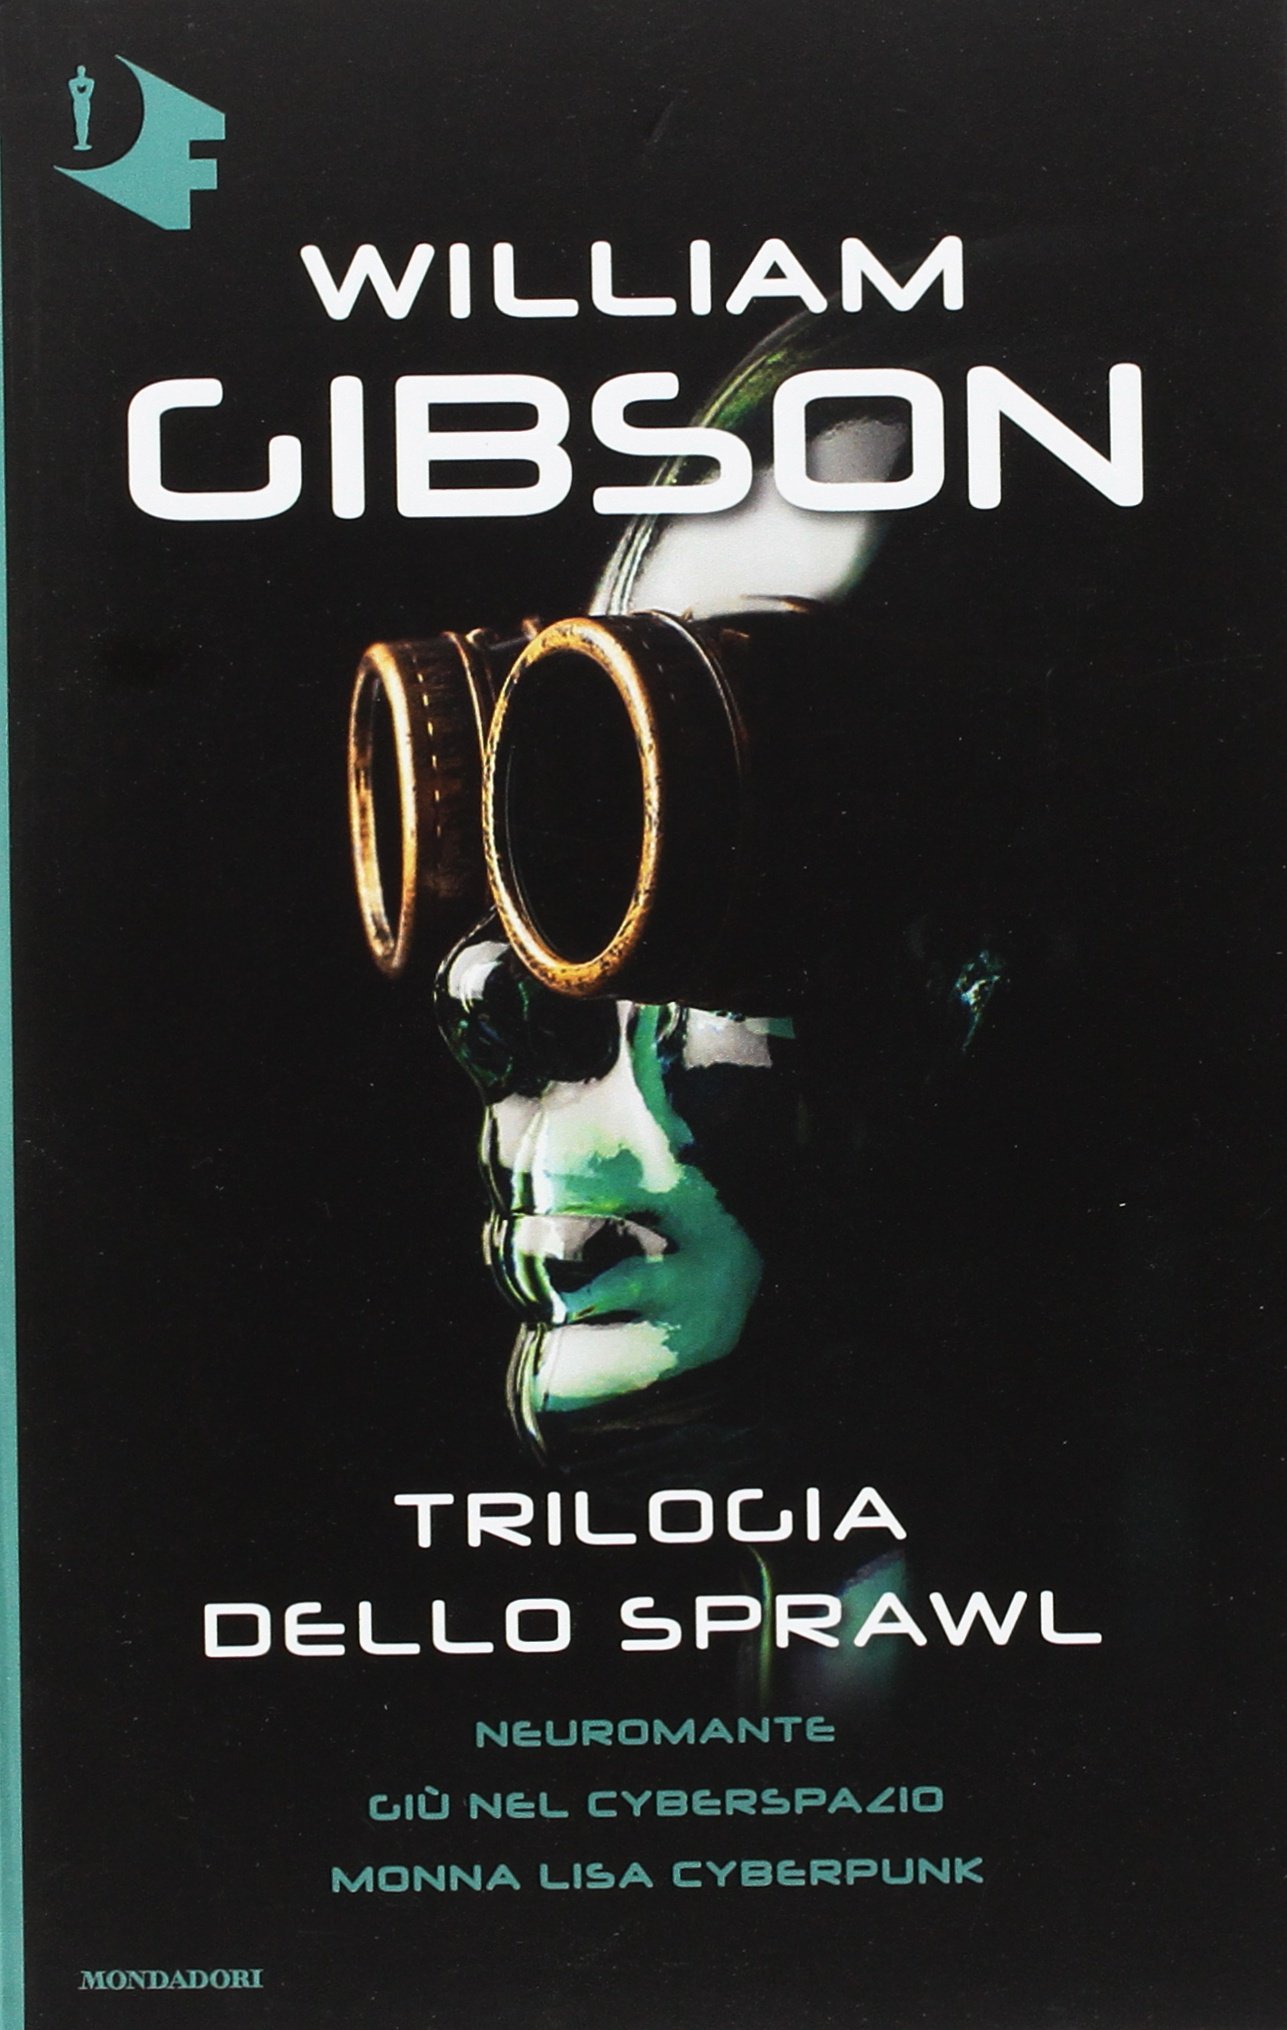 WILLIAM
GIBSON
TRILOGIA
DELLO SPRAWL
NEUROMANTE
GIÙ NEL CYBERSPAZIO
MONNA LISA CYBERPUNK
MONDADORI